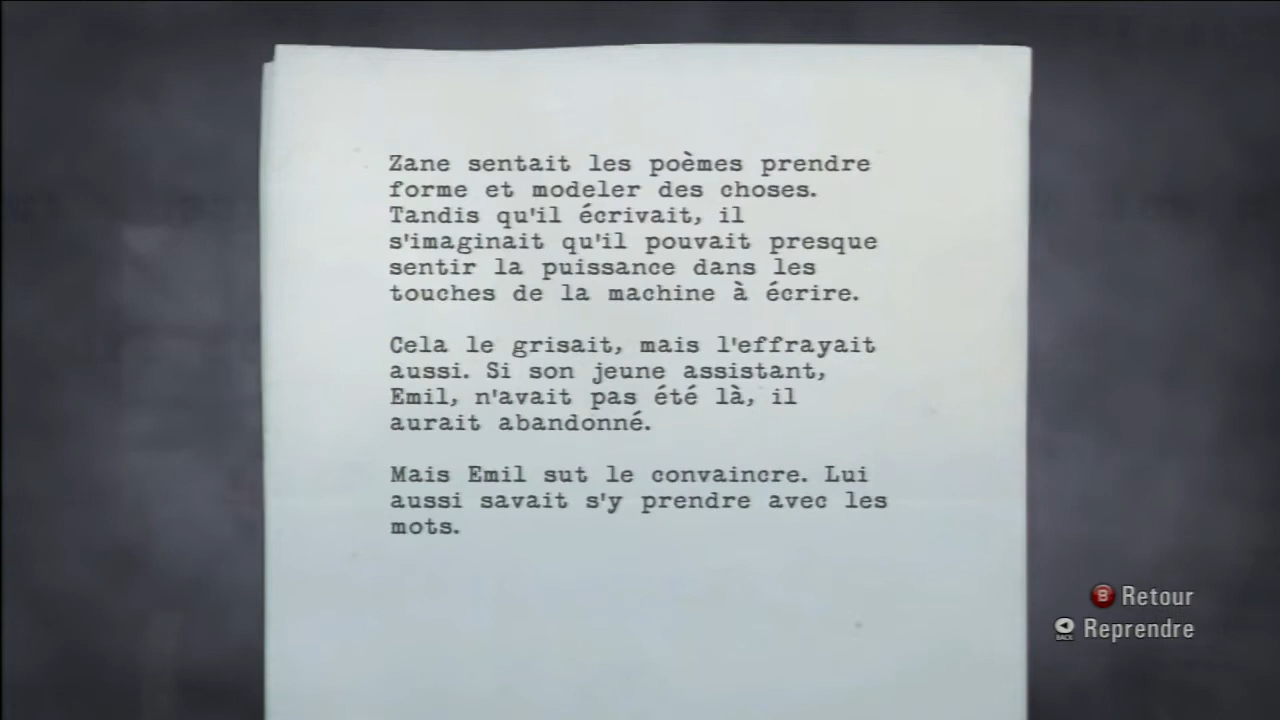 Zane sentait les poèmes prendre
forme et modeler des choses.
Tandis qu'il écrivait, il
s'imaginait qu'il pouvait presque
sentir la puissance dans les
touches de la machine à écrire.
Cela le grisait, mais l'effrayait
aussi. Si son jeune assistant,
Emil, n'avait pas été là, il
aurait abandonné.
Mais Emil sut le convaincre. Lui
aussi savait s'y prendre avec les
mots.
B Retour
BACK Reprendre